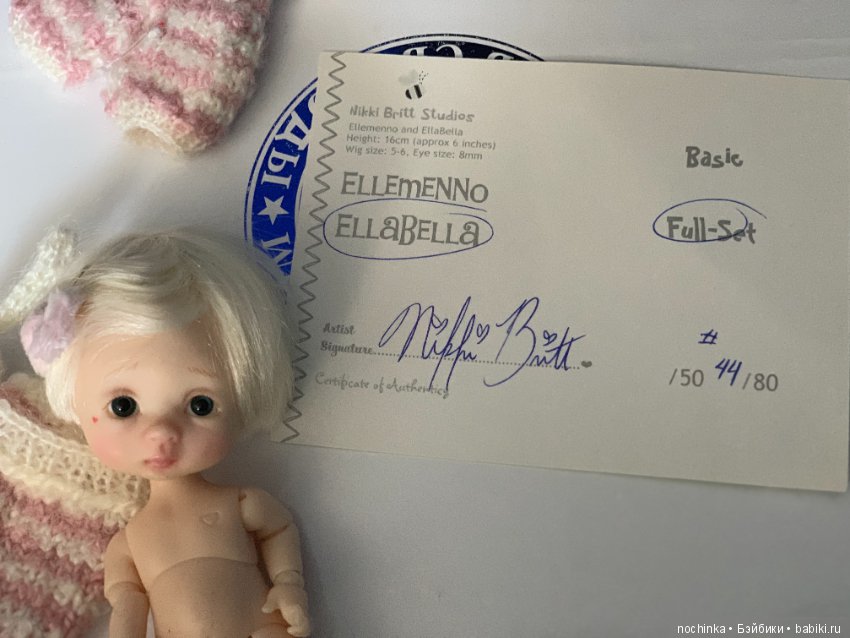 Nikki Britt Studios
Ellemenno and EllaBella
Height: 16cm (approx 6 inches)
Wig size: 5-6, Eye size: 8mm
ELLEMENNO
ELLABELLA
Basic
Full-Set
Artist
Signature
Nikki Britt
Certificate of Authenticity
#
/50 44/80
nochinka • Бэйбики • babiki.ru